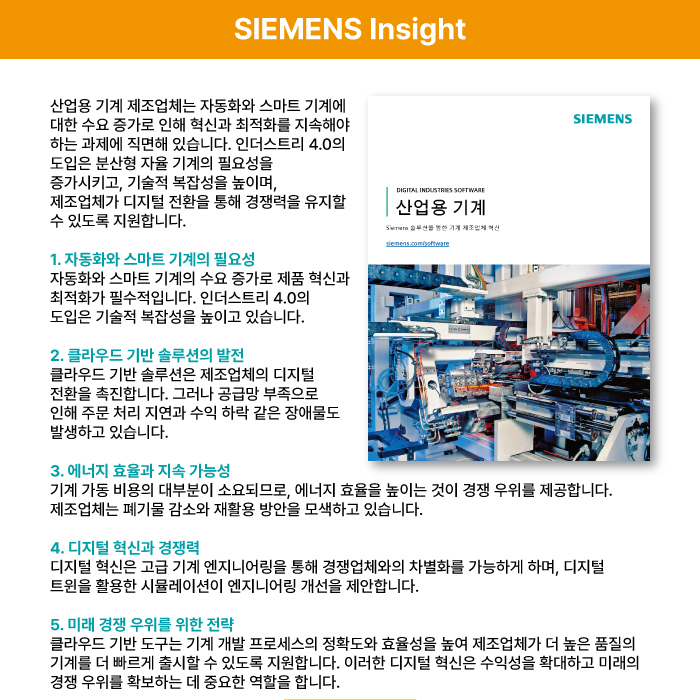 SIEMENS Insight
산업용 기계 제조업체는 자동화와 스마트 기계에
대한 수요 증가로 인해 혁신과 최적화를 지속해야
하는 과제에 직면해 있습니다. 인더스트리 4.0의
도입은 분산형 자율 기계의 필요성을
증가시키고, 기술적 복잡성을 높이며,
제조업체가 디지털 전환을 통해 경쟁력을 유지할
수 있도록 지원합니다.
SIEMENS
DIGITAL INDUSTRIES SOFTWARE
산업용 기계
Siemens 솔루션을 통한 기계 제조업체 혁신
siemens.com/software
1. 자동화와 스마트 기계의 필요성
자동화와 스마트 기계의 수요 증가로 제품 혁신과
최적화가 필수적입니다. 인더스트리 4.0의
도입은 기술적 복잡성을 높이고 있습니다.
2. 클라우드 기반 솔루션의 발전
클라우드 기반 솔루션은 제조업체의 디지털
전환을 촉진합니다. 그러나 공급망 부족으로
인해 주문 처리 지연과 수익 하락 같은 장애물도
발생하고 있습니다.
3. 에너지 효율과 지속 가능성
기계 가동 비용의 대부분이 소요되므로, 에너지 효율을 높이는 것이 경쟁 우위를 제공합니다.
제조업체는 폐기물 감소와 재활용 방안을 모색하고 있습니다.
4. 디지털 혁신과 경쟁력
디지털 혁신은 고급 기계 엔지니어링을 통해 경쟁업체와의 차별화를 가능하게 하며, 디지털
트윈을 활용한 시뮬레이션이 엔지니어링 개선을 제안합니다.
5. 미래 경쟁 우위를 위한 전략
클라우드 기반 도구는 기계 개발 프로세스의 정확도와 효율성을 높여 제조업체가 더 높은 품질의
기계를 더 빠르게 출시할 수 있도록 지원합니다. 이러한 디지털 혁신은 수익성을 확대하고 미래의
경쟁 우위를 확보하는 데 중요한 역할을 합니다.